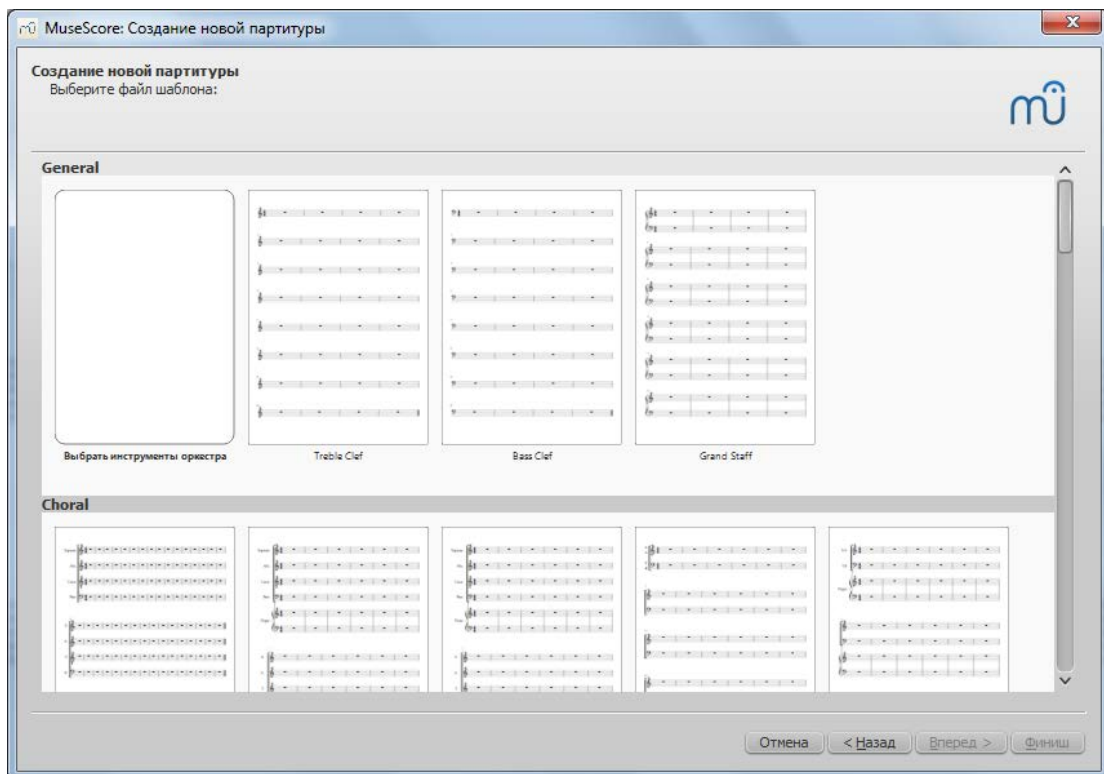 MuseScore: Создание новой партитуры
Создание новой партитуры
Выберите файл шаблона:
General
Выбрать инструменты оркестра
Treble Clef
Bass Clef
Grand Staff
Choral
Отмена
< Назад
Вперед >
Финиш